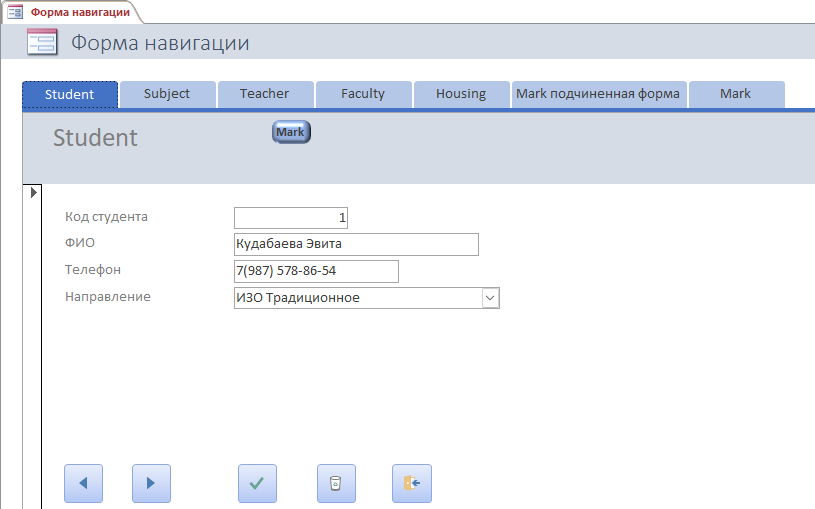 Форма навигации
Форма навигации
Student Subject Teacher Faculty Housing Mark подчиненная форма Mark
Student Mark
Код студента 1
ФИО Кудабаева Эвита
Телефон 7(987) 578-86-54
Направление ИЗО Традиционное